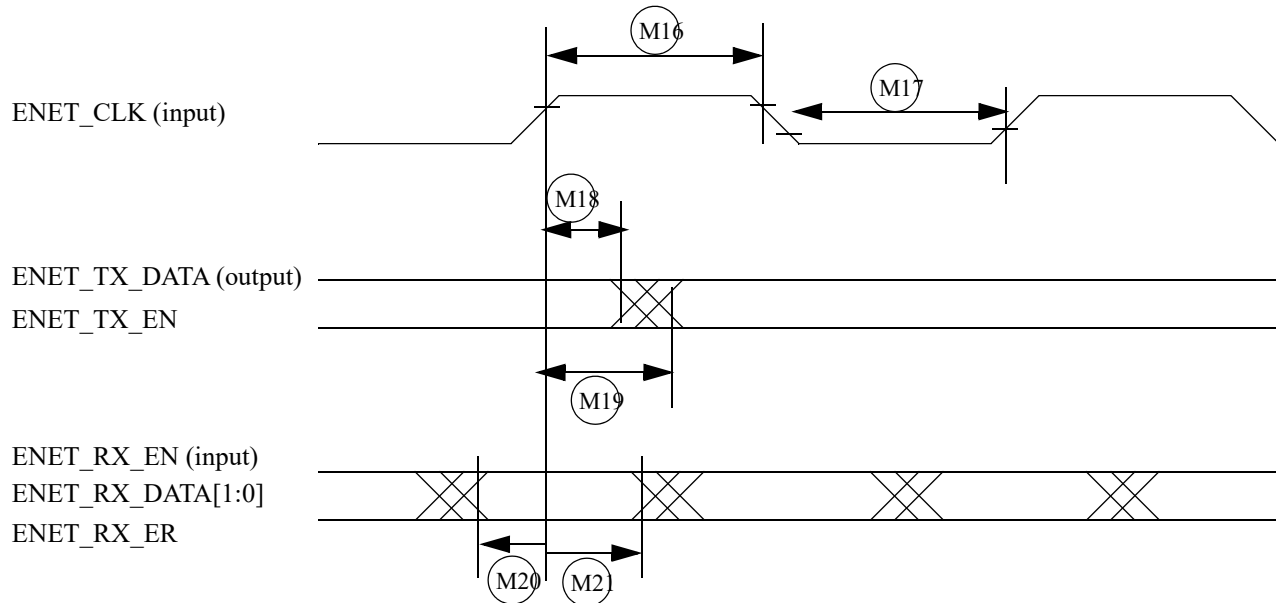 M16
M17
ENET_CLK (input)
M18
ENET_TX_DATA (output)
ENET_TX_EN
M19
ENET_RX_EN (input)
ENET_RX_DATA[1:0]
ENET_RX_ER
M20
M21